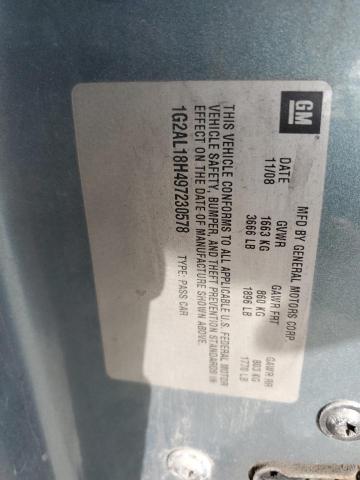 GM
MFD BY GENERAL MOTORS CORP
DATE GVWR GAWR FRT GAWR RR
11/08 1663 KG 860 KG 803 KG
3666 LB 1896 LB 1770 LB
THIS VEHICLE CONFORMS TO ALL APPLICABLE U.S. FEDERAL MOTOR
VEHICLE SAFETY, BUMPER, AND THEFT PREVENTION STANDARDS IN
EFFECT ON THE DATE OF MANUFACTURE SHOWN ABOVE.
1G2AL18H497230578 TYPE: PASS CAR